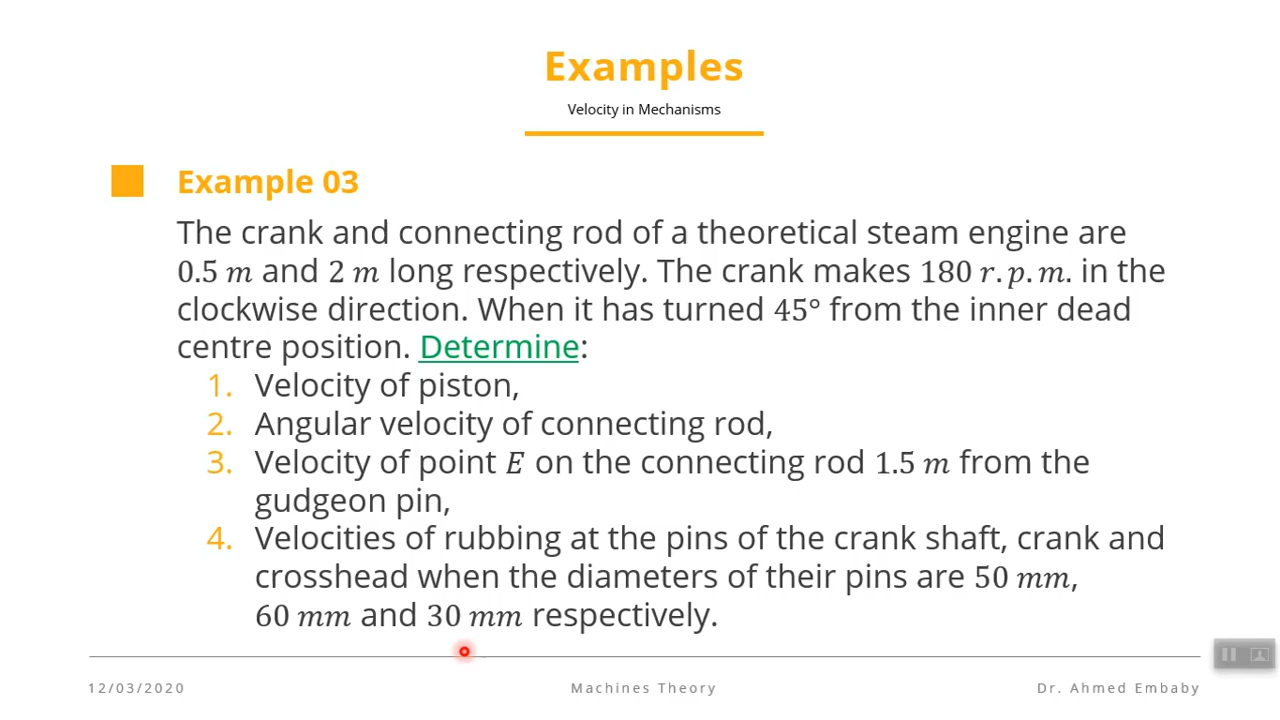 Examples
Velocity in Mechanisms
Example 03
The crank and connecting rod of a theoretical steam engine are
0.5 m and 2 m long respectively. The crank makes 180 r.p.m. in the
clockwise direction. When it has turned 45° from the inner dead
centre position. Determine:
1. Velocity of piston,
2. Angular velocity of connecting rod,
3. Velocity of point E on the connecting rod 1.5 m from the
gudgeon pin,
4. Velocities of rubbing at the pins of the crank shaft, crank and
crosshead when the diameters of their pins are 50 mm,
60 mm and 30 mm respectively.
12/03/2020
Machines Theory
Dr. Ahmed Embaby